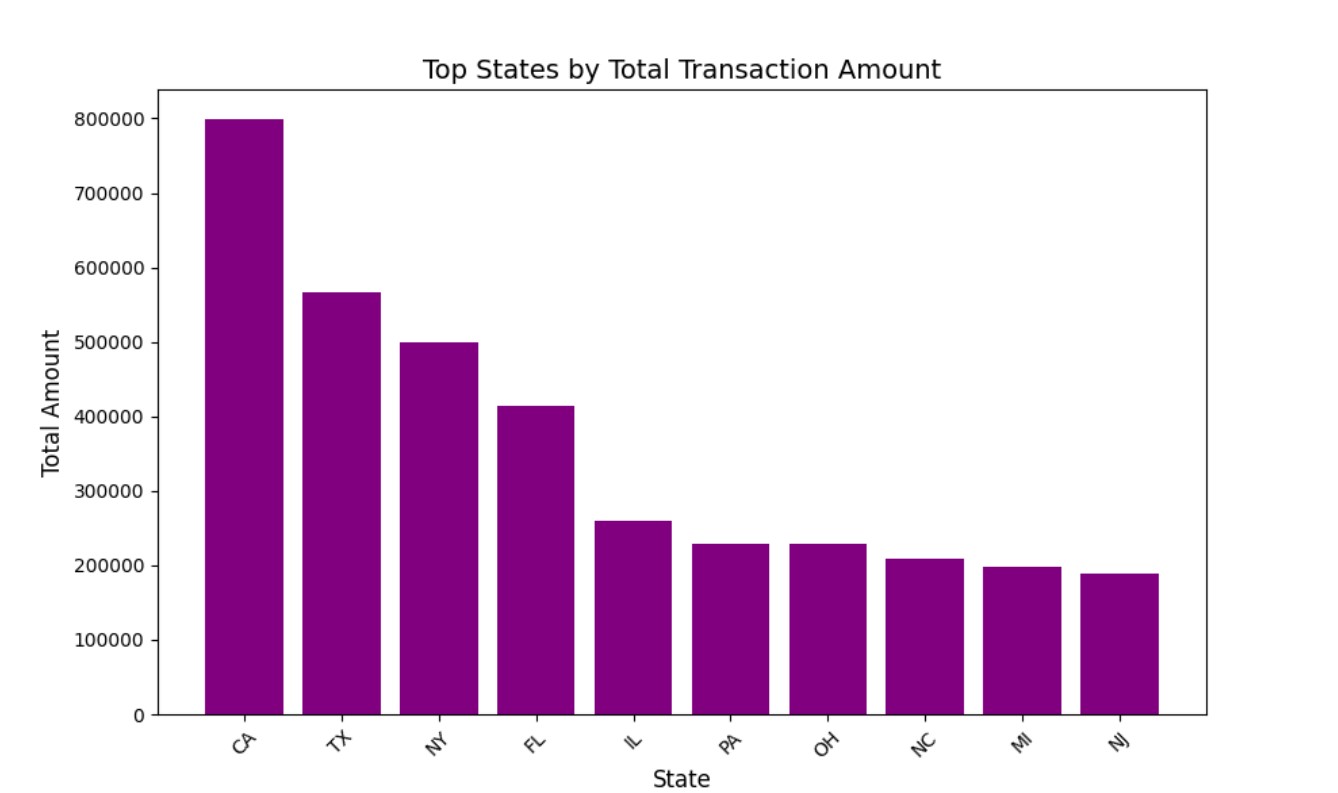 Top States by Total Transaction Amount
800000
700000
600000
500000
400000
300000
200000
100000
0
Total Amount
CA TX NY FL IL PA OH NC MI NJ
State